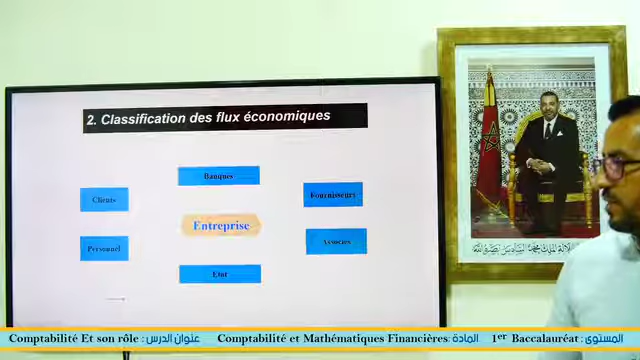 2. Classification des flux économiques
Banques
Clients
Fournisseurs
Entreprise
Personnel
Associés
Etat
Comptabilité Et son rôle : عنوان الدرس
Comptabilité et Mathématiques Financières : المادة
1er Baccalauréat : المستوى